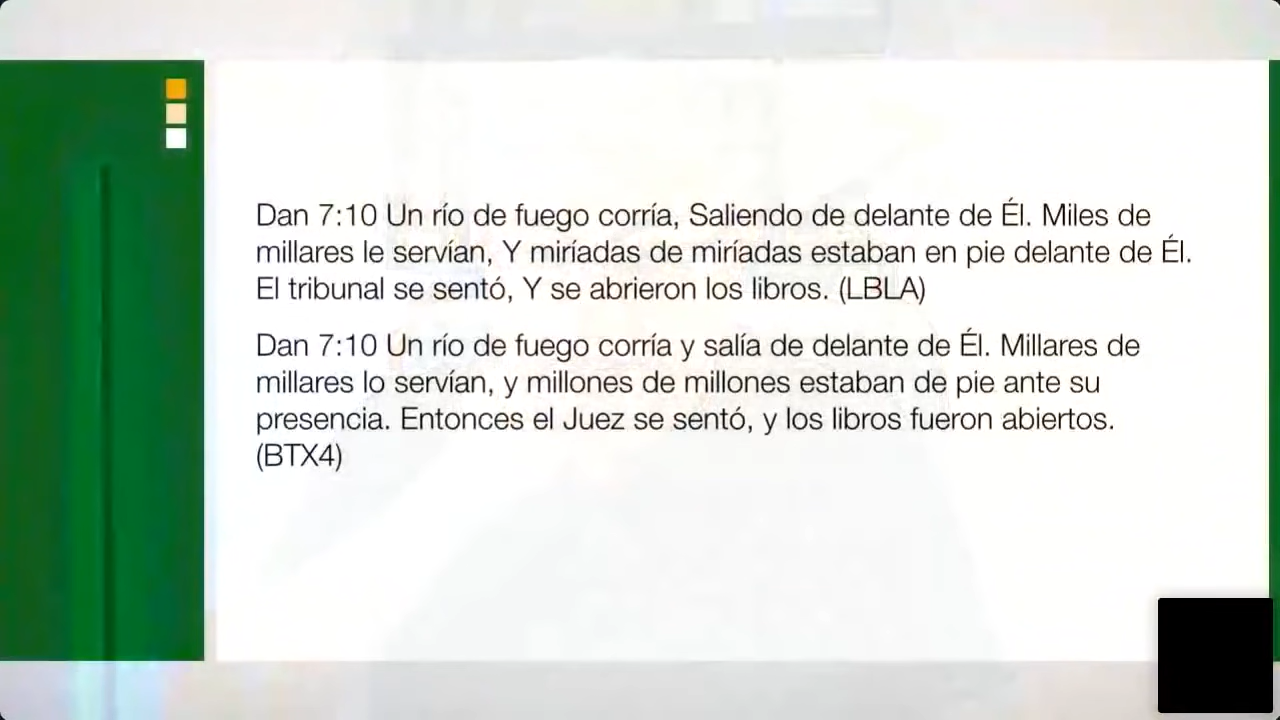 Dan 7:10 Un río de fuego corría, Saliendo de delante de Él. Miles de
millares le servían, Y miríadas de miríadas estaban en pie delante de Él.
El tribunal se sentó, Y se abrieron los libros. (LBLA)
Dan 7:10 Un río de fuego corría y salía de delante de Él. Millares de
millares lo servían, y millones de millones estaban de pie ante su
presencia. Entonces el Juez se sentó, y los libros fueron abiertos.
(BTX4)